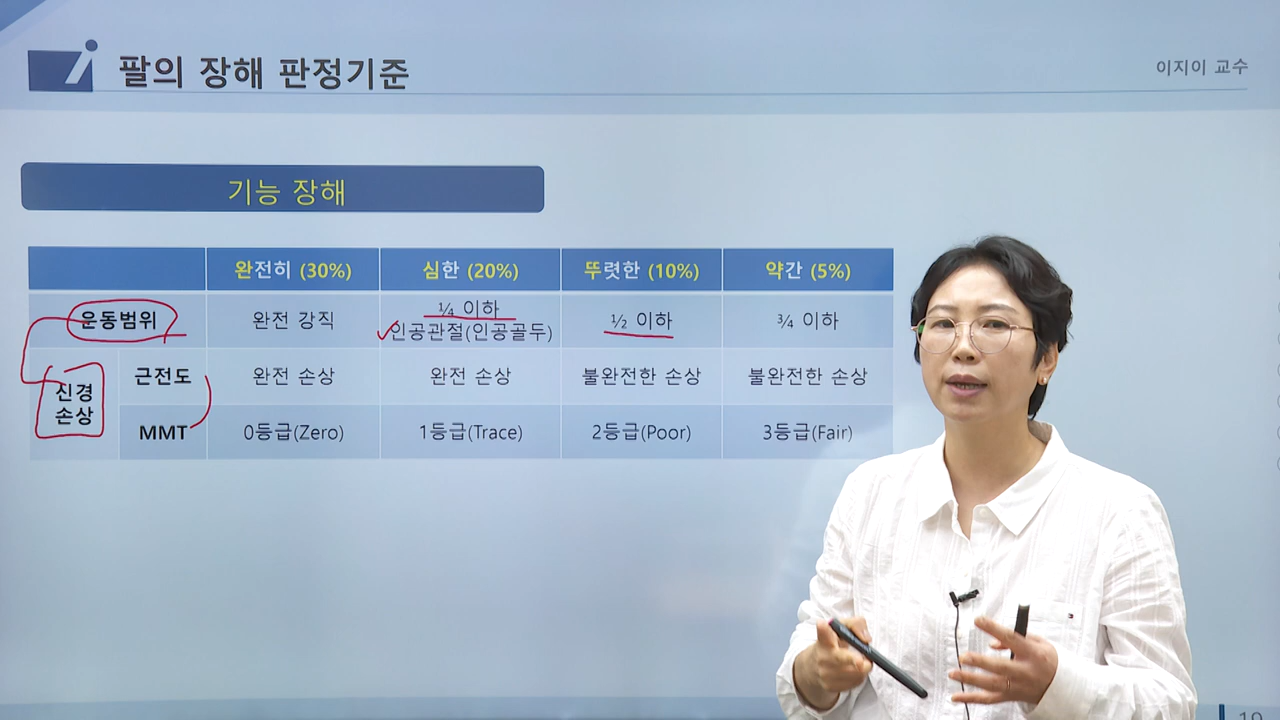 팔의 장해 판정기준
이지이 교수
기능 장해
완전히 (30%) 심한 (20%) 뚜렷한 (10%) 약간 (5%)
운동범위 완전 강직 ¼ 이하 인공관절(인공골두) ½ 이하 ¾ 이하
신경 손상 근전도 완전 손상 완전 손상 불완전한 손상 불완전한 손상
MMT 0등급(Zero) 1등급(Trace) 2등급(Poor) 3등급(Fair)